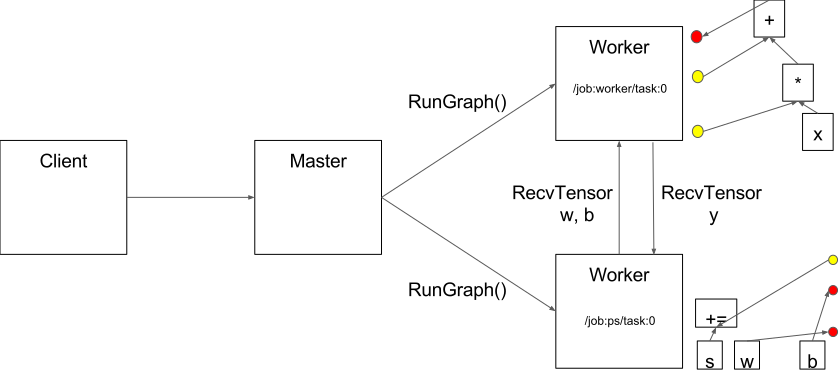 Client
Master
RunGraph()
RunGraph()
Worker
/job:worker/task:0
+
*
x
RecvTensor
w, b
RecvTensor
y
Worker
/job:ps/task:0
+=
s
w
b